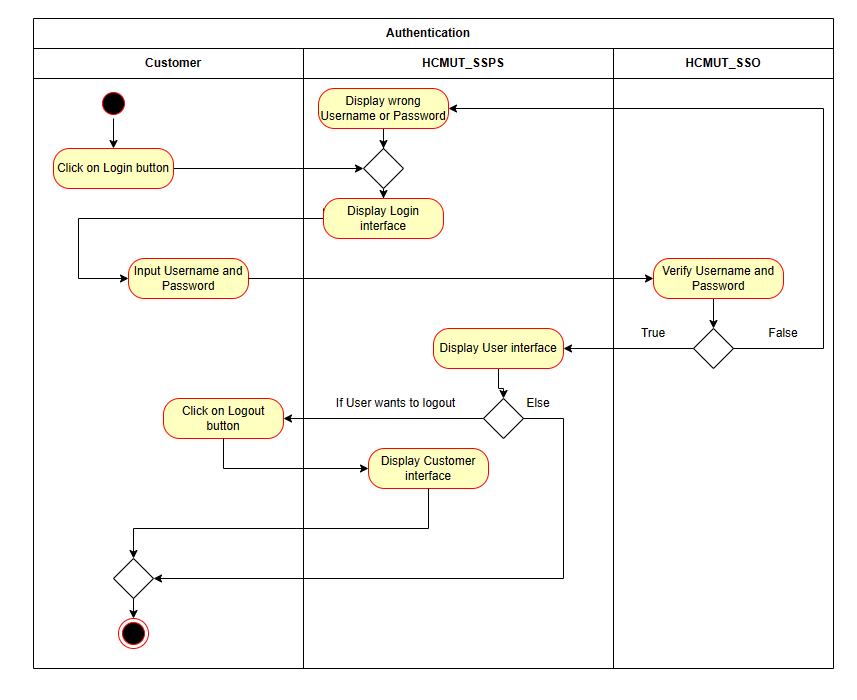 Authentication
Customer
HCMUT_SSPS
HCMUT_SSO
Display wrong
Username or Password
Click on Login button
Display Login
interface
Input Username and
Password
Verify Username and
Password
True
False
Display User interface
If User wants to logout
Else
Click on Logout
button
Display Customer
interface